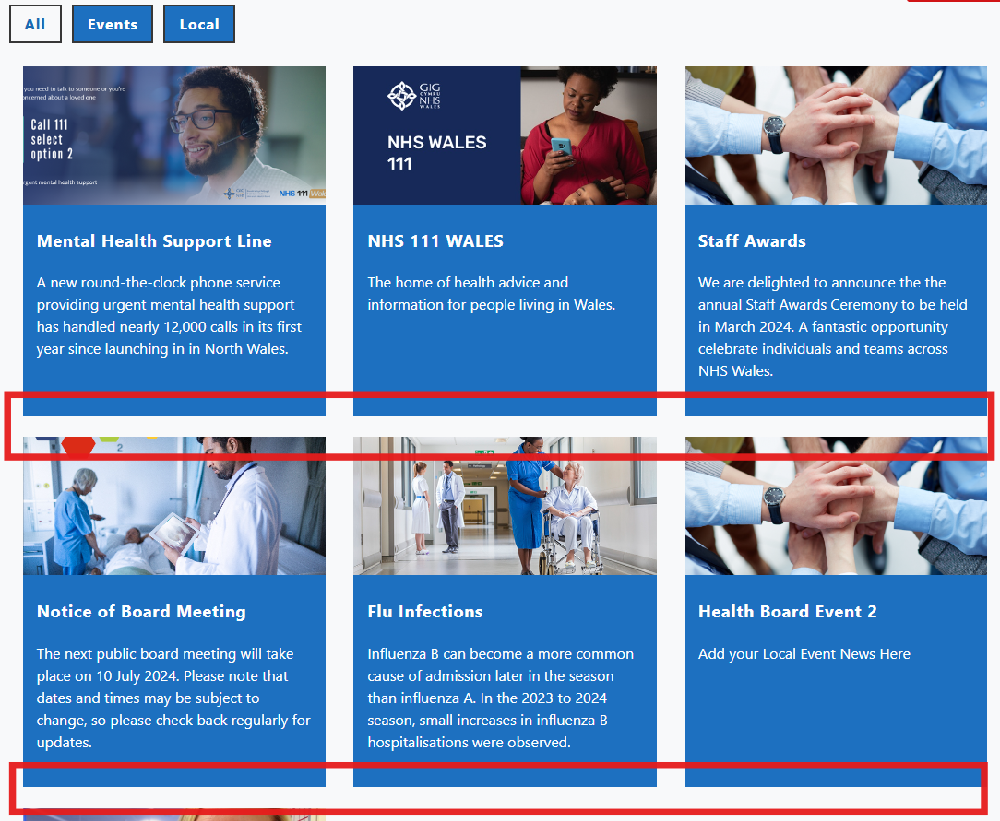 All
Events
Local
you need to talk to someone or you're
concerned about a loved one
Call 111
select
option 2
urgent mental health support
NHS 111
GIG
CYMRU
NHS
WALES
NHS WALES
111
Mental Health Support Line
A new round-the-clock phone service
providing urgent mental health support
has handled nearly 12,000 calls in its first
year since launching in in North Wales.
NHS 111 WALES
The home of health advice and
information for people living in Wales.
Staff Awards
We are delighted to announce the the
annual Staff Awards Ceremony to be held
in March 2024. A fantastic opportunity
celebrate individuals and teams across
NHS Wales.
2
Notice of Board Meeting
The next public board meeting will take
place on 10 July 2024. Please note that
dates and times may be subject to
change, so please check back regularly for
updates.
Flu Infections
Influenza B can become a more common
cause of admission later in the season
than influenza A. In the 2023 to 2024
season, small increases in influenza B
hospitalisations were observed.
Health Board Event 2
Add your Local Event News Here